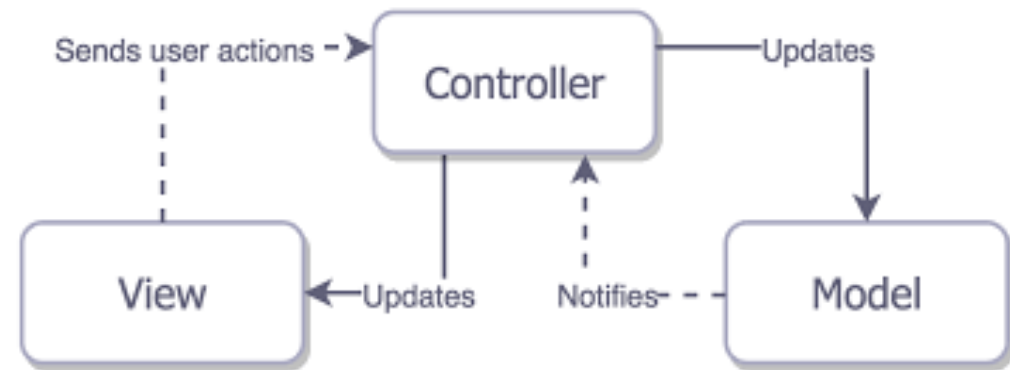 Sends user actions
Controller
Updates
View
Updates
Notifies
Model